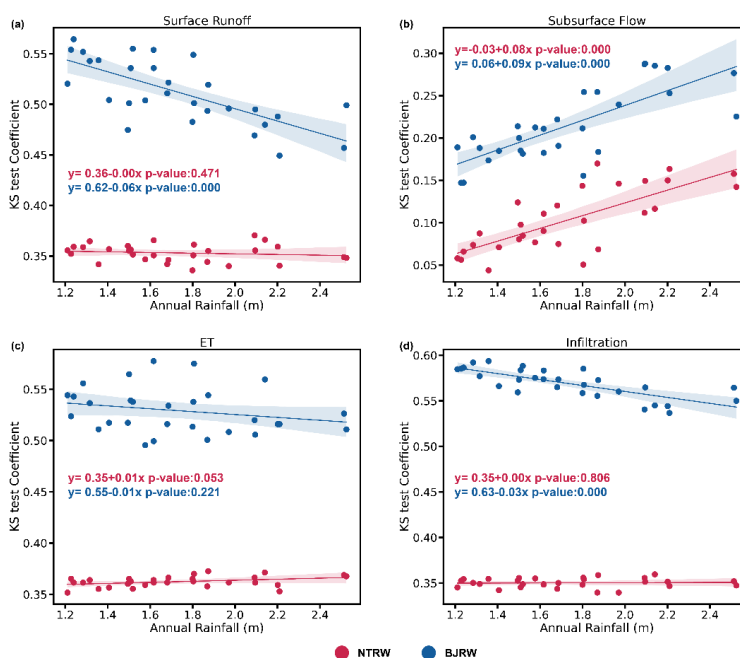 (a)
Surface Runoff
KS test Coefficient
0.55
0.50
0.45
0.40
0.35
y= 0.36-0.00x p-value:0.471
y= 0.62-0.06x p-value:0.000
1.2 1.4 1.6 1.8 2.0 2.2 2.4
Annual Rainfall (m)
(b)
Subsurface Flow
KS test Coefficient
0.30
0.25
0.20
0.15
0.10
0.05
y=-0.03+0.08x p-value:0.000
y= 0.06+0.09x p-value:0.000
1.2 1.4 1.6 1.8 2.0 2.2 2.4
Annual Rainfall (m)
(c)
ET
KS test Coefficient
0.55
0.50
0.45
0.40
0.35
y= 0.35+0.01x p-value:0.053
y= 0.55-0.01x p-value:0.221
1.2 1.4 1.6 1.8 2.0 2.2 2.4
Annual Rainfall (m)
(d)
Infiltration
KS test Coefficient
0.60
0.55
0.50
0.45
0.40
0.35
y= 0.35+0.00x p-value:0.806
y= 0.63-0.03x p-value:0.000
1.2 1.4 1.6 1.8 2.0 2.2 2.4
Annual Rainfall (m)
NTRW BJRW